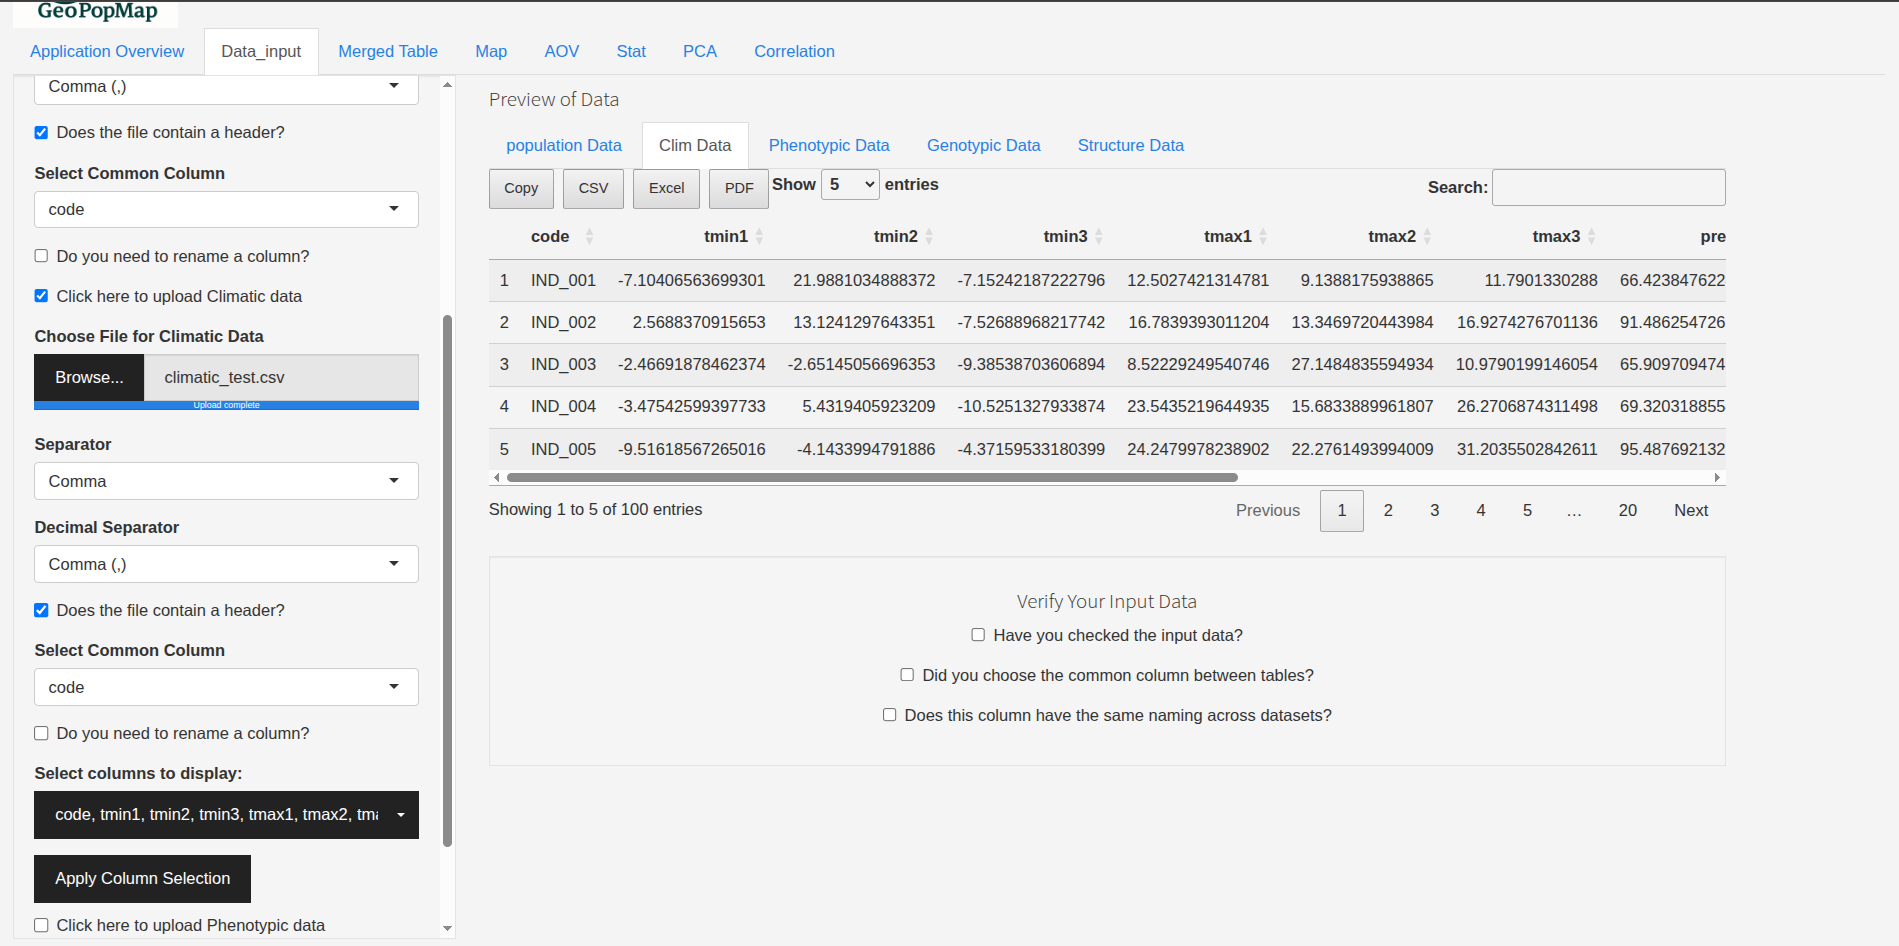 GeoPopMap
Application Overview Data_input Merged Table Map AOV Stat PCA Correlation
Comma (,)
Does the file contain a header?
Select Common Column
code
Do you need to rename a column?
Click here to upload Climatic data
Choose File for Climatic Data
Browse... climatic_test.csv
Upload complete
Separator
Comma
Decimal Separator
Comma (,)
Does the file contain a header?
Select Common Column
code
Do you need to rename a column?
Select columns to display:
code, tmin1, tmin2, tmin3, tmax1, tmax2, tma
Apply Column Selection
Click here to upload Phenotypic data
Preview of Data
population Data Clim Data Phenotypic Data Genotypic Data Structure Data
Copy CSV Excel PDF Show 5 entries Search:
code tmin1 tmin2 tmin3 tmax1 tmax2 tmax3 pre
1 IND_001 -7.10406563699301 21.9881034888372 -7.15242187222796 12.5027421314781 9.1388175938865 11.7901330288 66.423847622
2 IND_002 2.5688370915653 13.1241297643351 -7.52688968217742 16.7839393011204 13.3469720443984 16.9274276701136 91.486254726
3 IND_003 -2.46691878462374 -2.65145056696353 -9.38538703606894 8.52229249540746 27.1484835594934 10.9790199146054 65.909709474
4 IND_004 -3.47542599397733 5.4319405923209 -10.5251327933874 23.5435219644935 15.6833889961807 26.2706874311498 69.320318855
5 IND_005 -9.51618567265016 -4.1433994791886 -4.37159533180399 24.2479978238902 22.2761493994009 31.2035502842611 95.487692132
Showing 1 to 5 of 100 entries Previous 1 2 3 4 5 … 20 Next
Verify Your Input Data
Have you checked the input data?
Did you choose the common column between tables?
Does this column have the same naming across datasets?